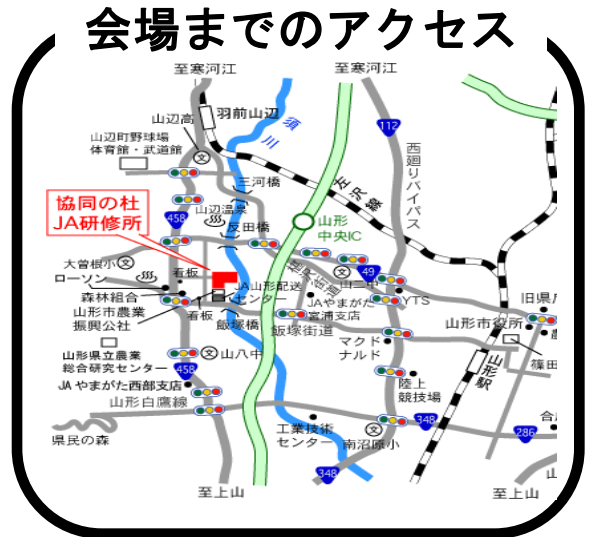 会場までのアクセス
至寒河江
至寒河江
山辺高
羽前山辺
須川
112
山辺町野球場
体育館・武道館
文
三河橋
左沢線
西廻りバイパス
協同の杜
JA研修所
458
山辺温泉
反田橋
山形
中央IC
大曽根小
文
看板
ローソン
森林組合
山形市農業
振興公社
看板
JA山形配送
センター
飯塚橋
文
山二中
49
JAやまがた
宮浦支店
YTS
飯塚街道
山形市役所
マクド
ナルド
山形駅
山形県立農業
総合研究センター
文
山八中
458
JAやまがた西部支店
山形白鷹線
陸上
競技場
県民の森
工業技術
センター
文
南沼原小
348
286
348
至上山
至上山